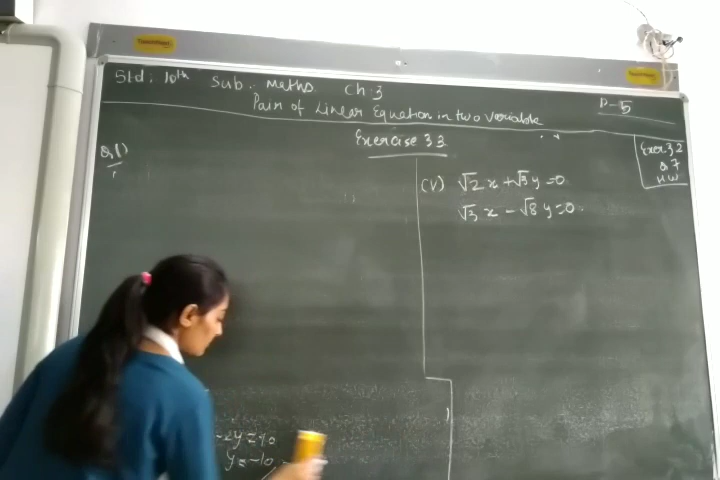 Std: 10th Sub: Maths Ch: 3
Pair of Linear Equation in two variable
P-5
Exercise 3.3
Exer. 3.2
Q 7
H.W
Q.1)
(V) √2 x + √3 y = 0
√3 x - √8 y = 0.
y = -10